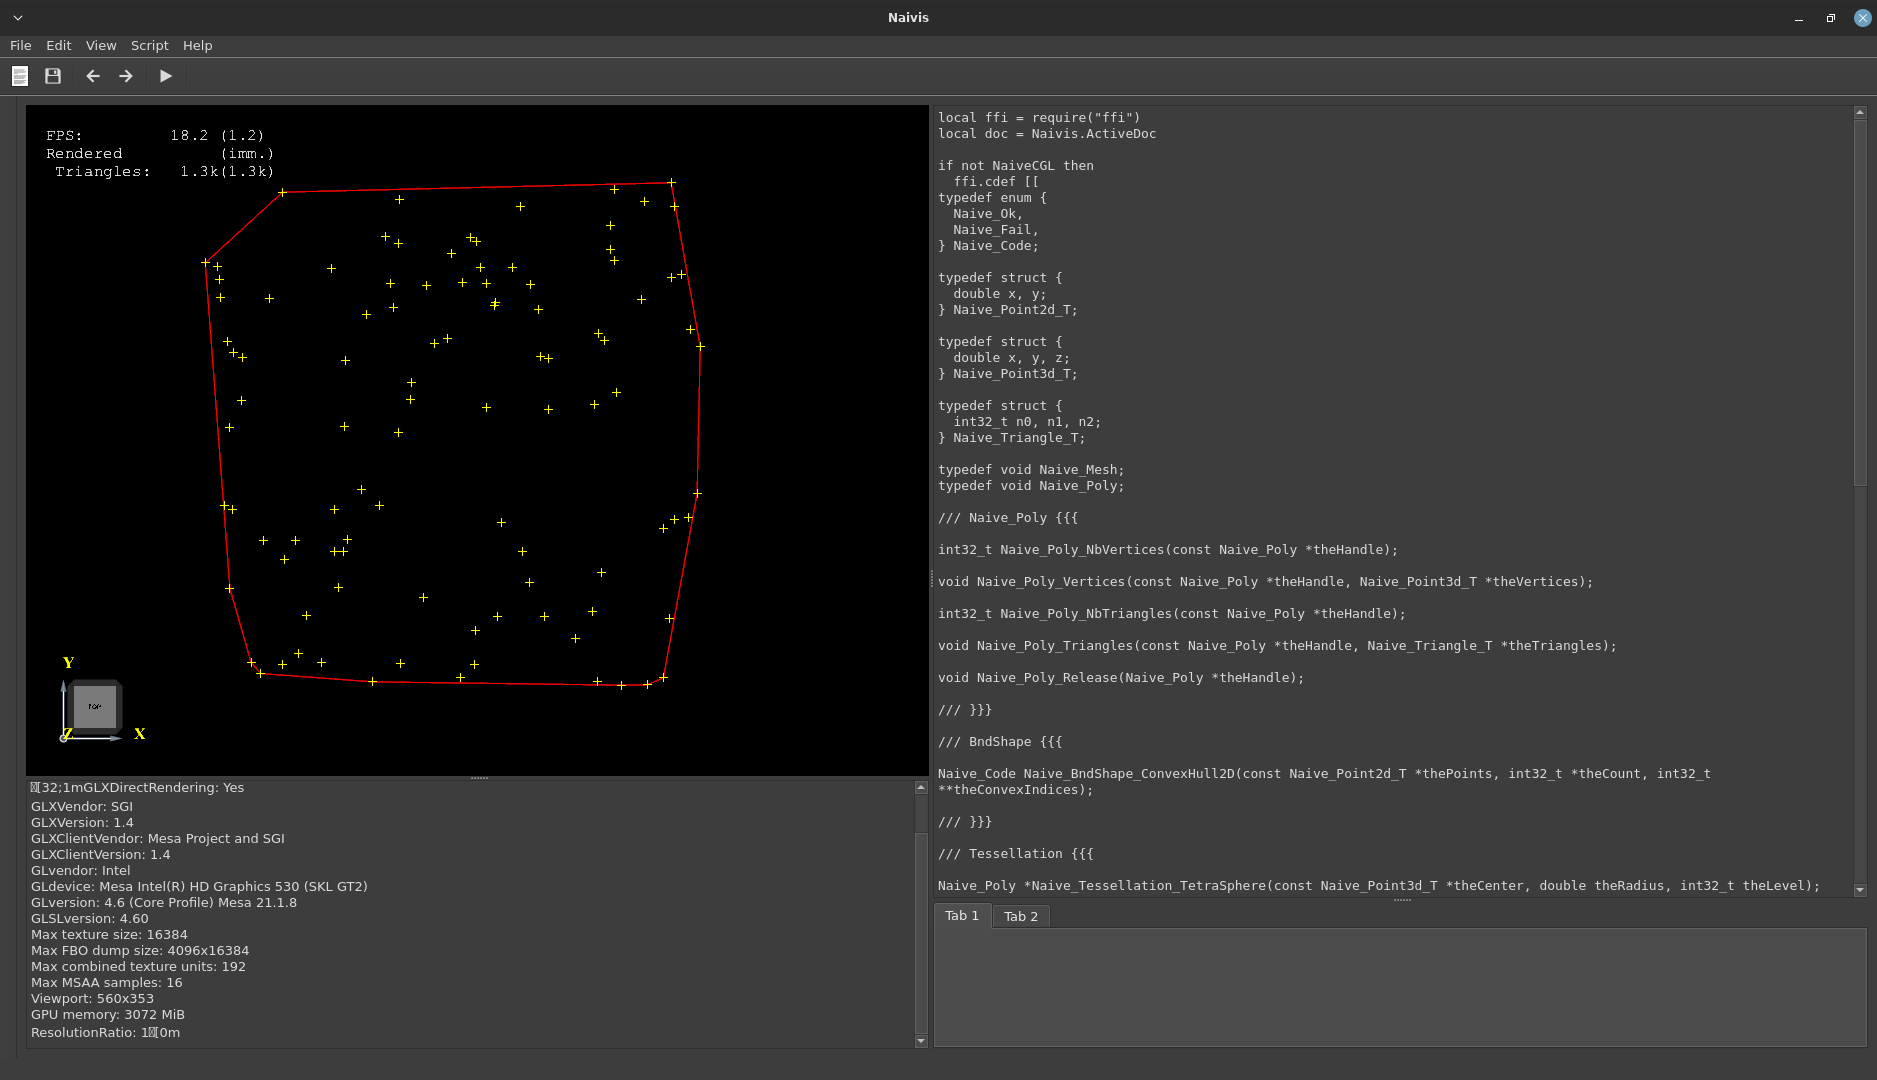 Naivis
File Edit View Script Help
FPS: 18.2 (1.2)
Rendered (imm.)
Triangles: 1.3k(1.3k)
Y
TOP
Z
X
[32;1mGLXDirectRendering: Yes
GLXVendor: SGI
GLXVersion: 1.4
GLXClientVendor: Mesa Project and SGI
GLXClientVersion: 1.4
GLvendor: Intel
GLdevice: Mesa Intel(R) HD Graphics 530 (SKL GT2)
GLversion: 4.6 (Core Profile) Mesa 21.1.8
GLSLversion: 4.60
Max texture size: 16384
Max FBO dump size: 4096x16384
Max combined texture units: 192
Max MSAA samples: 16
Viewport: 560x353
GPU memory: 3072 MiB
ResolutionRatio: 1[0m
local ffi = require("ffi")
local doc = Naivis.ActiveDoc
if not NaiveCGL then
  ffi.cdef [[
typedef enum {
  Naive_Ok,
  Naive_Fail,
} Naive_Code;
typedef struct {
  double x, y;
} Naive_Point2d_T;
typedef struct {
  double x, y, z;
} Naive_Point3d_T;
typedef struct {
  int32_t n0, n1, n2;
} Naive_Triangle_T;
typedef void Naive_Mesh;
typedef void Naive_Poly;
/// Naive_Poly {{{
int32_t Naive_Poly_NbVertices(const Naive_Poly *theHandle);
void Naive_Poly_Vertices(const Naive_Poly *theHandle, Naive_Point3d_T *theVertices);
int32_t Naive_Poly_NbTriangles(const Naive_Poly *theHandle);
void Naive_Poly_Triangles(const Naive_Poly *theHandle, Naive_Triangle_T *theTriangles);
void Naive_Poly_Release(Naive_Poly *theHandle);
/// }}}
/// BndShape {{{
Naive_Code Naive_BndShape_ConvexHull2D(const Naive_Point2d_T *thePoints, int32_t *theCount, int32_t
**theConvexIndices);
/// }}}
/// Tessellation {{{
Naive_Poly *Naive_Tessellation_TetraSphere(const Naive_Point3d_T *theCenter, double theRadius, int32_t theLevel);
Tab 1 Tab 2